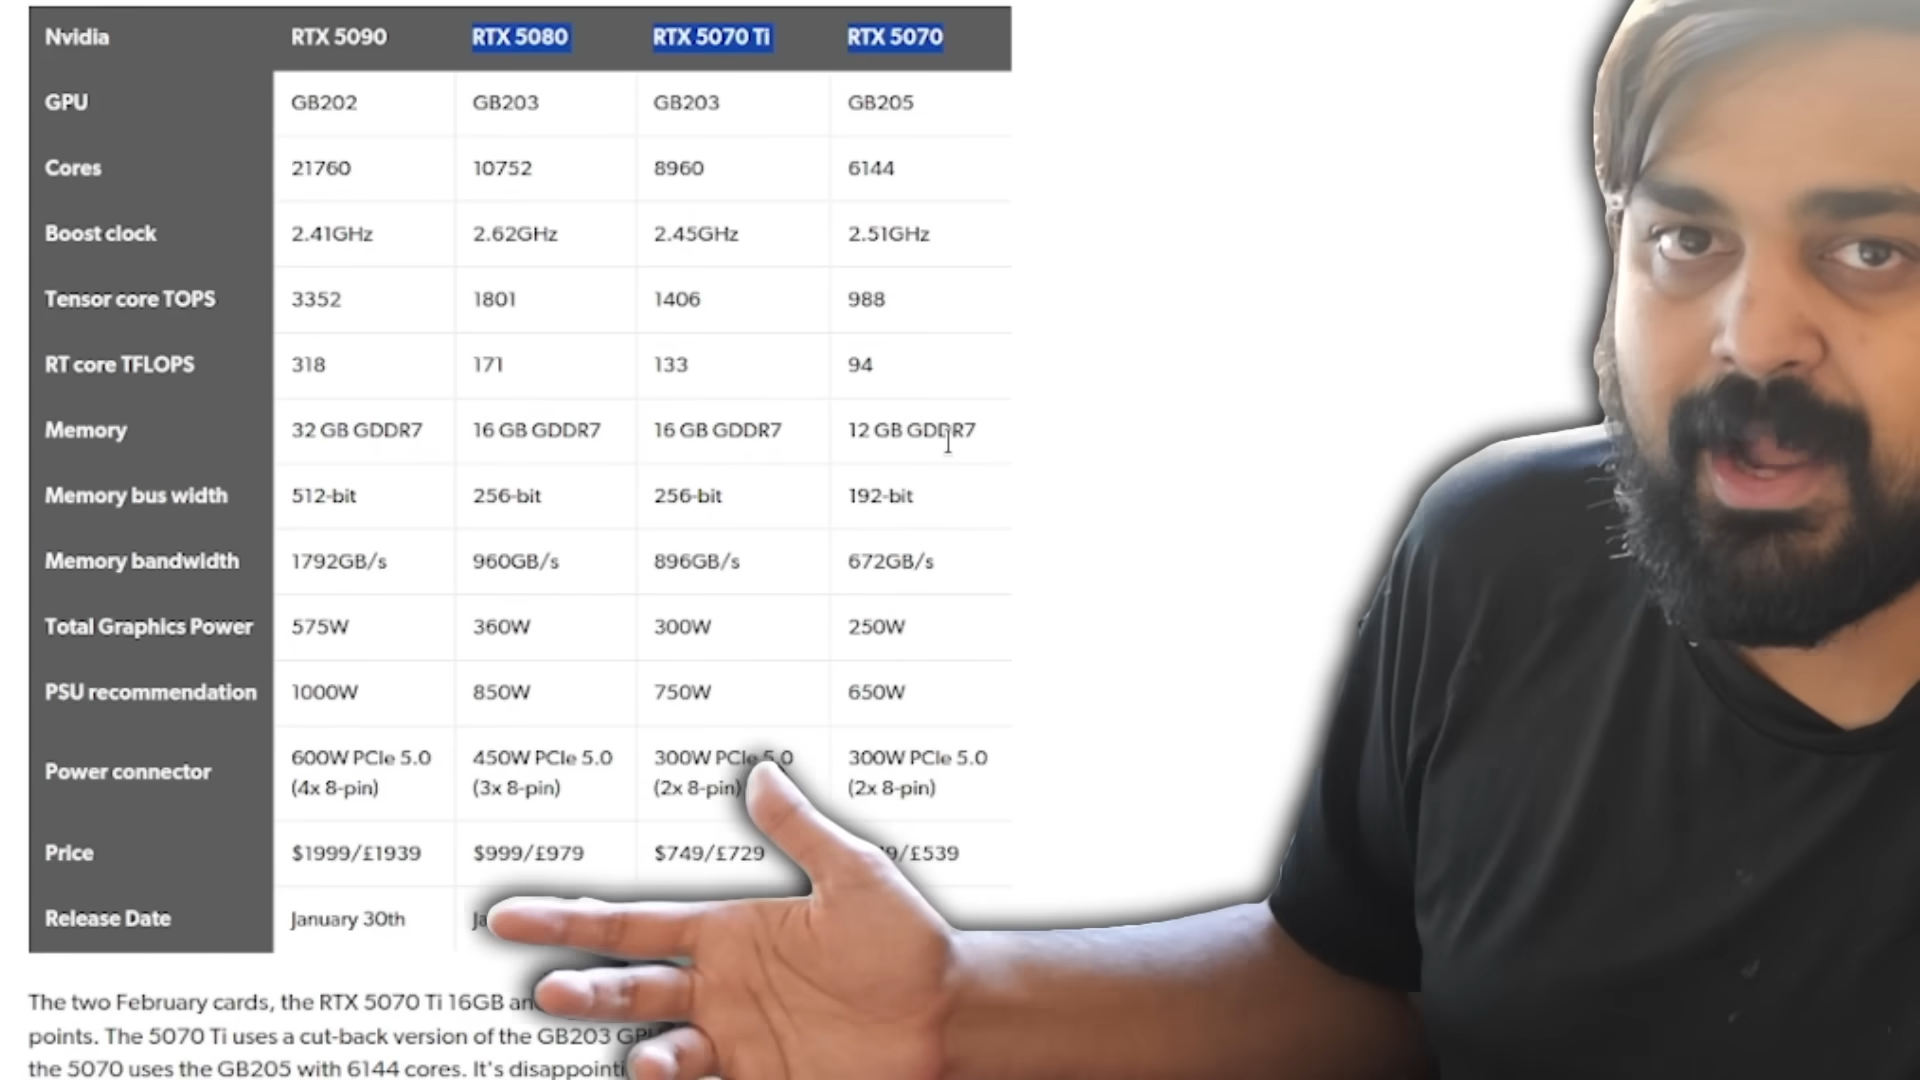 Nvidia RTX 5090 RTX 5080 RTX 5070 Ti RTX 5070
GPU GB202 GB203 GB203 GB205
Cores 21760 10752 8960 6144
Boost clock 2.41GHz 2.62GHz 2.45GHz 2.51GHz
Tensor core TOPS 3352 1801 1406 988
RT core TFLOPS 318 171 133 94
Memory 32 GB GDDR7 16 GB GDDR7 16 GB GDDR7 12 GB GDDR7
Memory bus width 512-bit 256-bit 256-bit 192-bit
Memory bandwidth 1792GB/s 960GB/s 896GB/s 672GB/s
Total Graphics Power 575W 360W 300W 250W
PSU recommendation 1000W 850W 750W 650W
Power connector 600W PCIe 5.0 450W PCIe 5.0 300W PCIe 5.0 300W PCIe 5.0
(4x 8-pin) (3x 8-pin) (2x 8-pin) (2x 8-pin)
Price $1999/£1939 $999/£979 $749/£729 9/£539
Release Date January 30th
The two February cards, the RTX 5070 Ti 16GB
points. The 5070 Ti uses a cut-back version of the GB203
the 5070 uses the GB205 with 6144 cores. It's